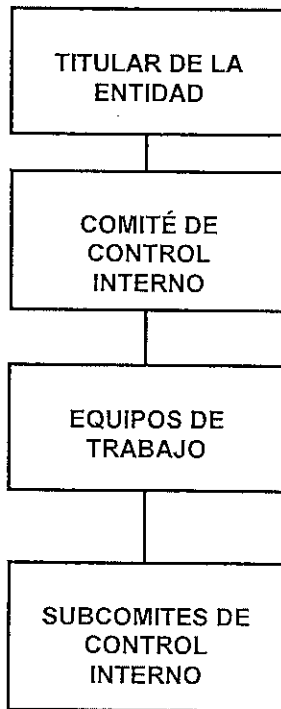 TITULAR DE LA
ENTIDAD
COMITÉ DE
CONTROL
INTERNO
EQUIPOS DE
TRABAJO
SUBCOMITES DE
CONTROL
INTERNO